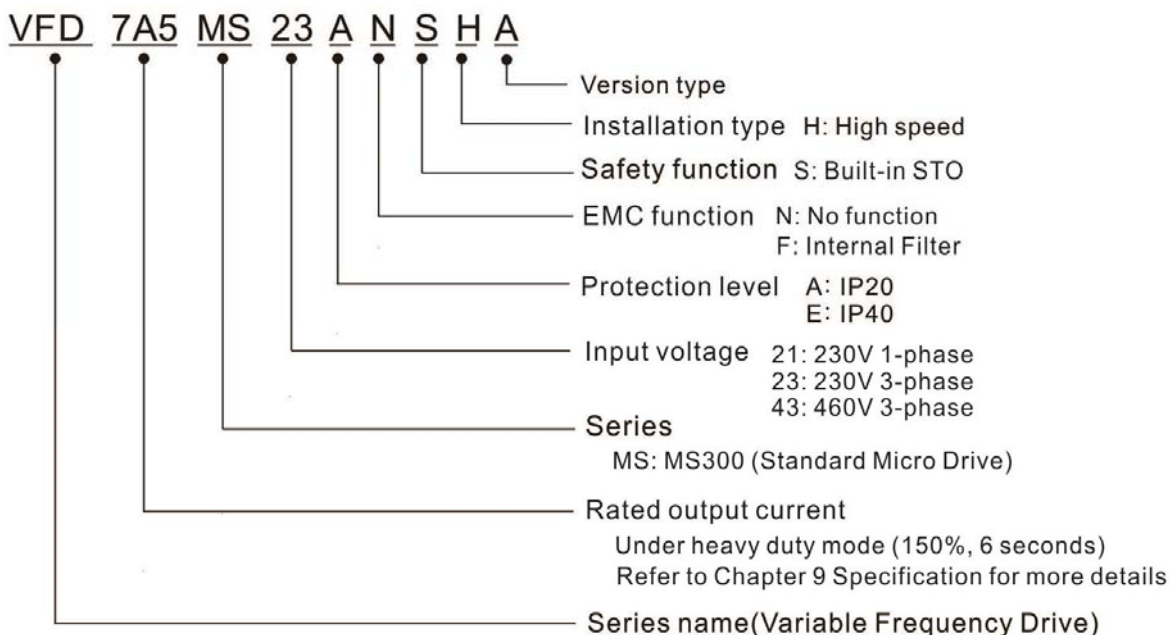 VFD 7A5 MS 23 A N S H A
Version type
Installation type H: High speed
Safety function S: Built-in STO
EMC function N: No function
F: Internal Filter
Protection level A: IP20
E: IP40
Input voltage 21: 230V 1-phase
23: 230V 3-phase
43: 460V 3-phase
Series
MS: MS300 (Standard Micro Drive)
Rated output current
Under heavy duty mode (150%, 6 seconds)
Refer to Chapter 9 Specification for more details
Series name(Variable Frequency Drive)